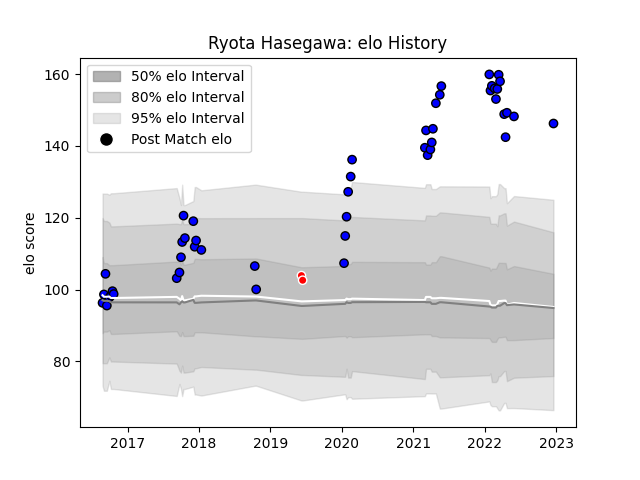 Ryota Hasegawa: elo History
160
140
120
100
80
elo score
50% elo Interval
80% elo Interval
95% elo Interval
Post Match elo
2017 2018 2019 2020 2021 2022 2023